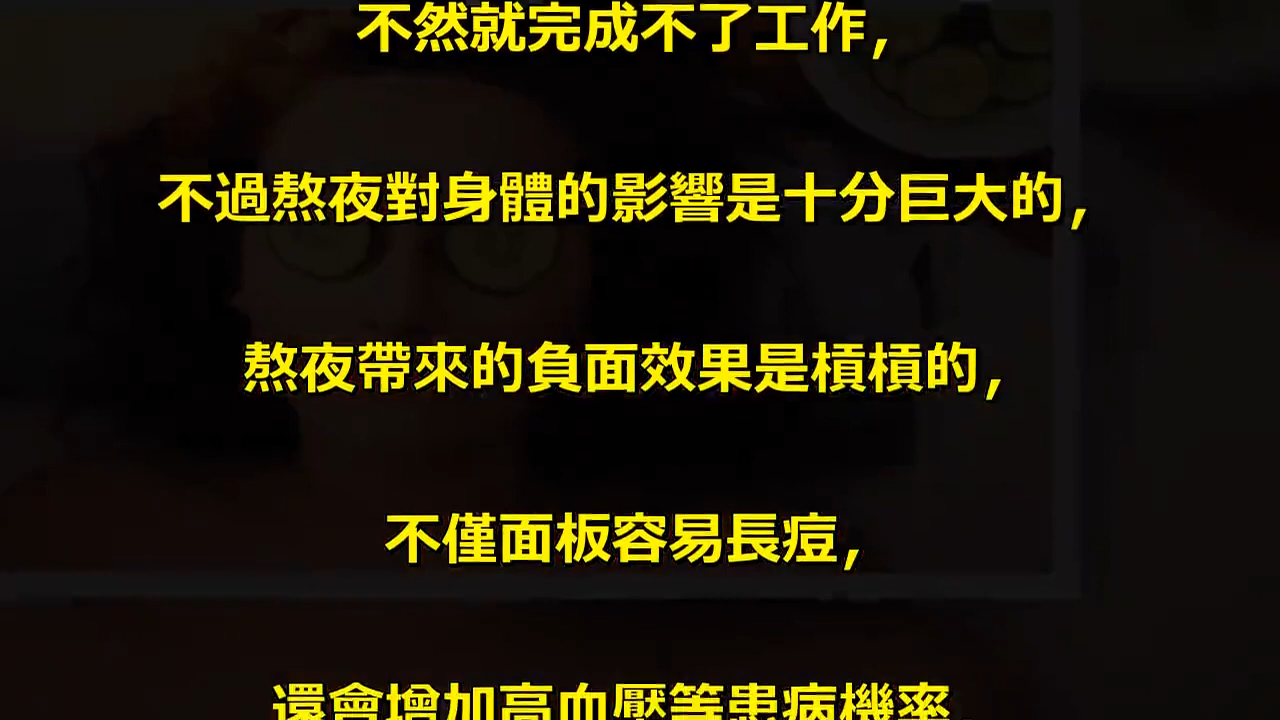 不然就完成不了工作，
不過熬夜對身體的影響是十分巨大的，
熬夜帶來的負面效果是槓槓的，
不僅面板容易長痘，
還會增加高血壓等患病機率，